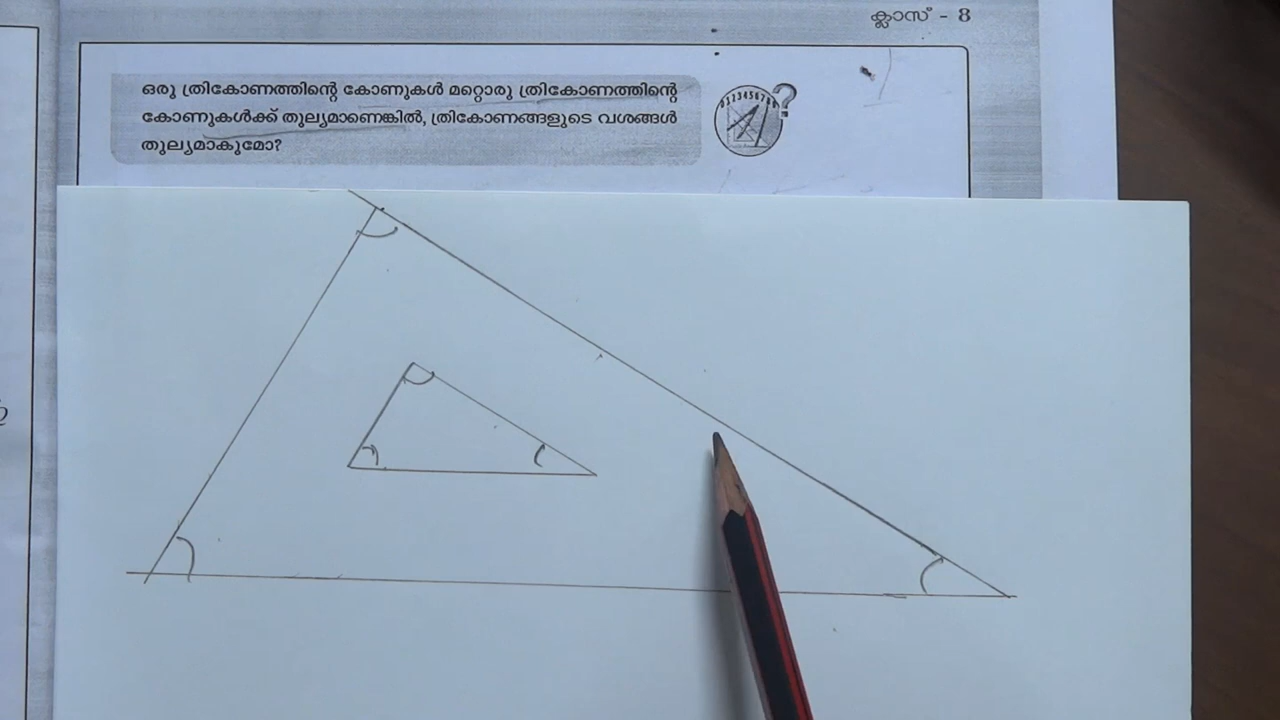 ക്ലാസ് - 8
ഒരു ത്രികോണത്തിന്റെ കോണുകൾ മറ്റൊരു ത്രികോണത്തിന്റെ
കോണുകൾക്ക് തുല്യമാണെങ്കിൽ, ത്രികോണങ്ങളുടെ വശങ്ങൾ
തുല്യമാകുമോ?